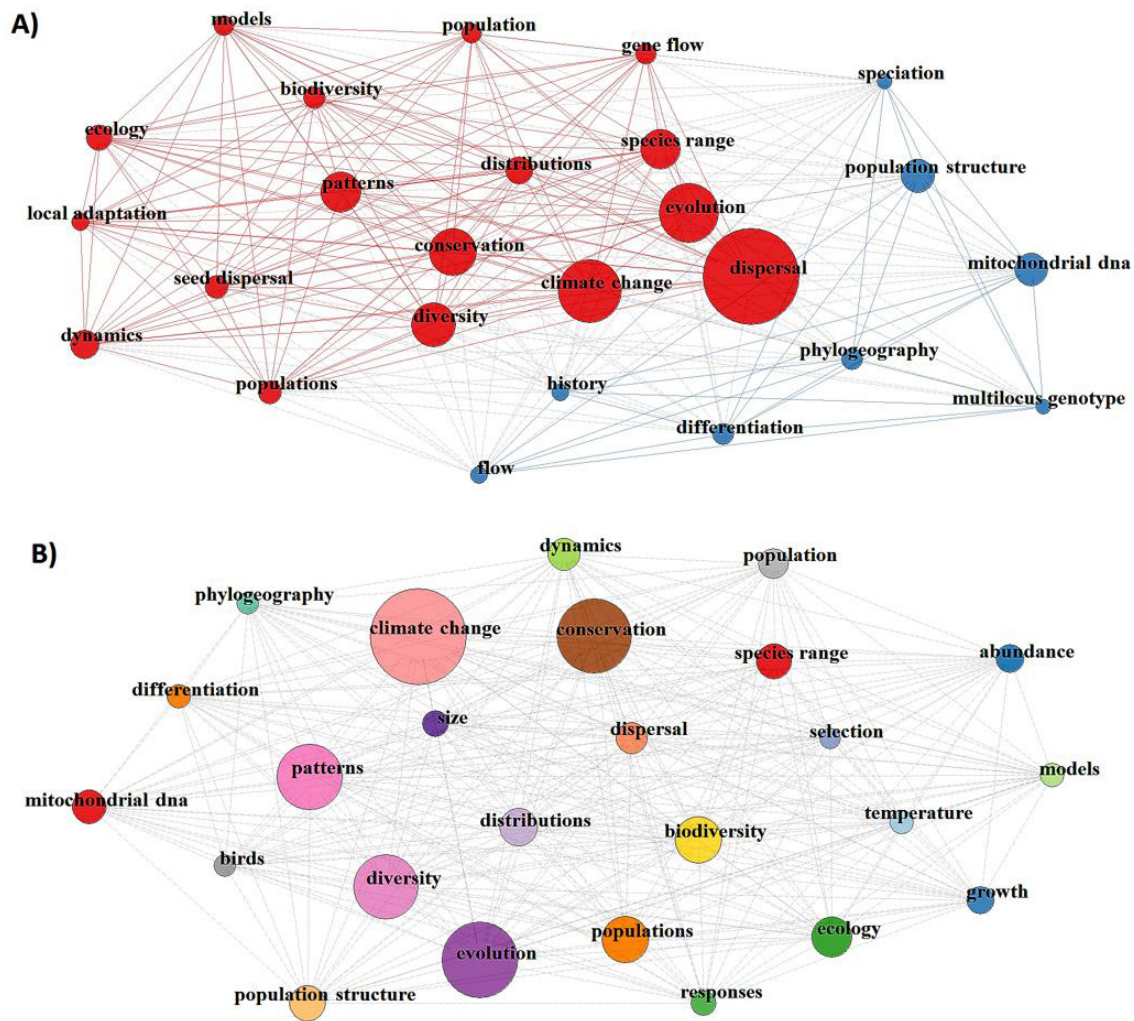 A)
models
population
gene flow
speciation
biodiversity
ecology
species range
distributions
population structure
patterns
evolution
local adaptation
conservation
mitochondrial dna
dispersal
seed dispersal
climate change
diversity
dynamics
phylogeography
populations
history
multilocus genotype
differentiation
flow
B)
dynamics
population
phylogeography
climate change
conservation
species range
abundance
differentiation
size
dispersal
selection
patterns
models
mitochondrial dna
distributions
biodiversity
temperature
birds
diversity
growth
populations
ecology
evolution
population structure
responses